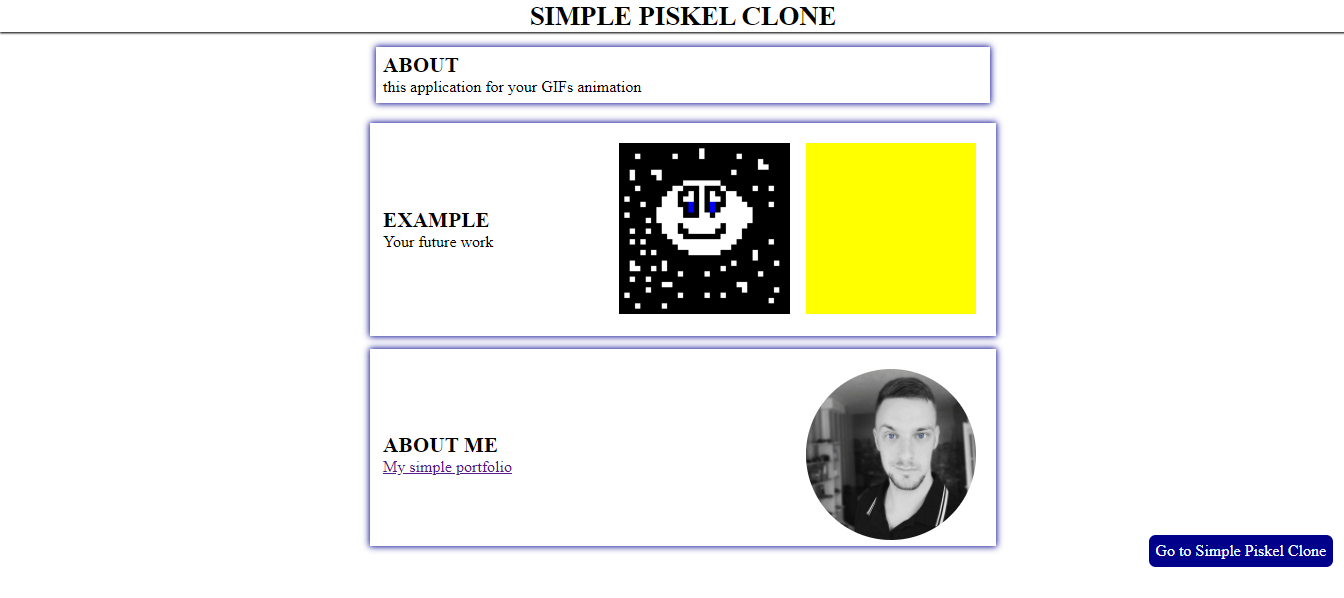 SIMPLE PISKEL CLONE
ABOUT
this application for your GIFs animation
EXAMPLE
Your future work
ABOUT ME
My simple portfolio
Go to Simple Piskel Clone